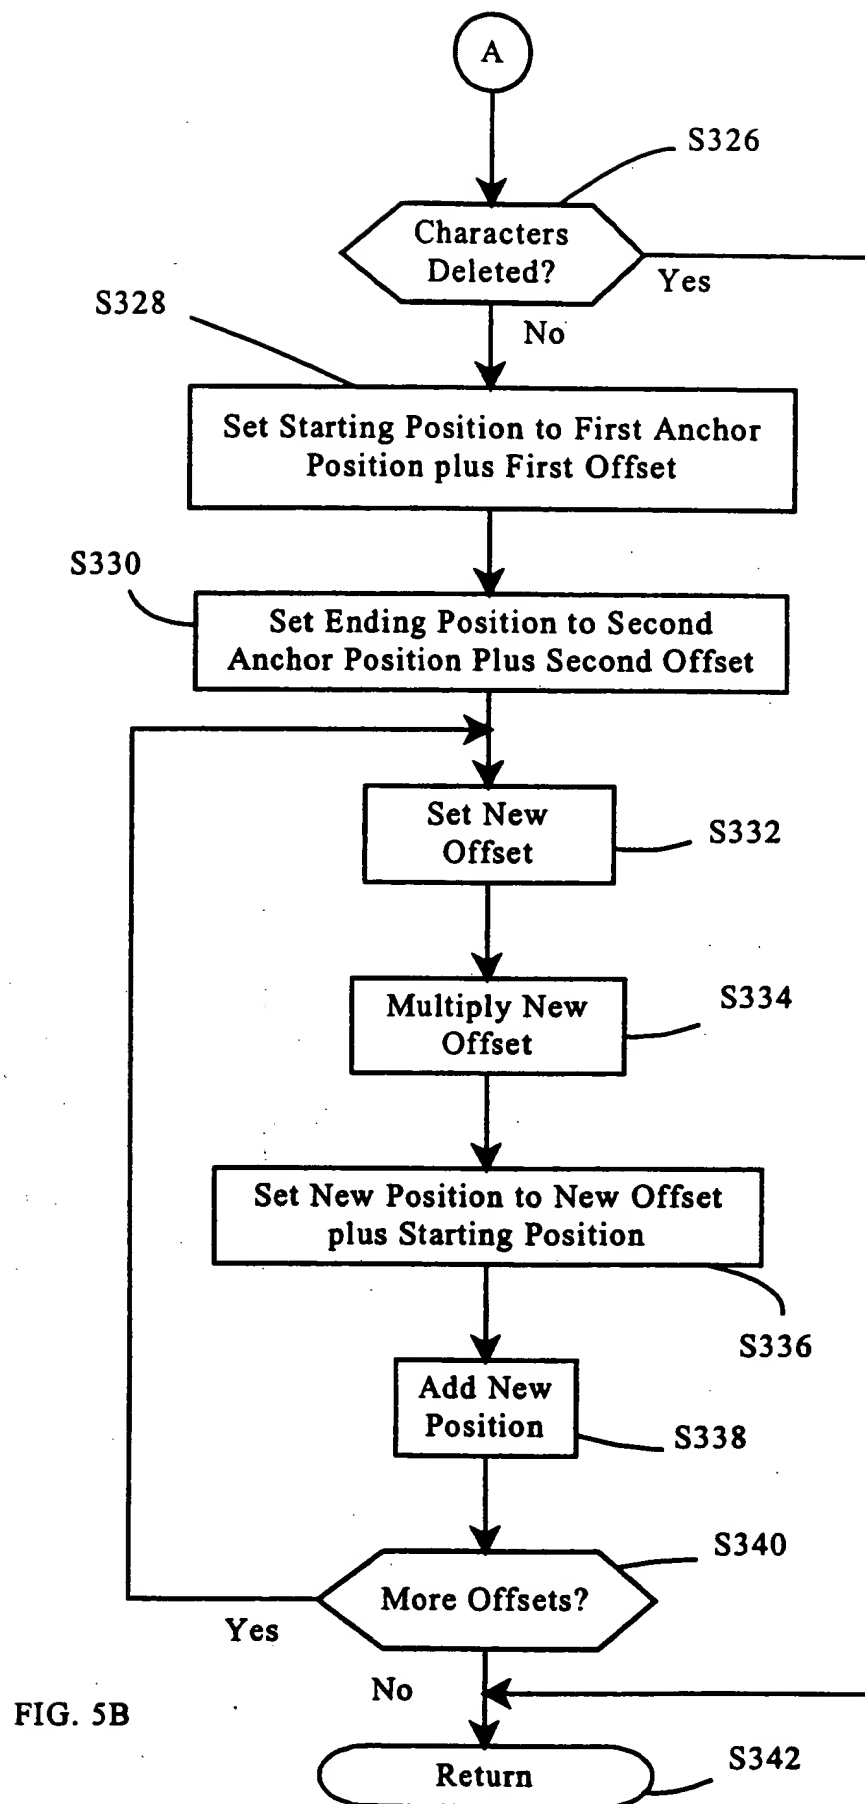 A
S326
Characters
Deleted?
Yes
S328
No
Set Starting Position to First Anchor
Position plus First Offset
S330
Set Ending Position to Second
Anchor Position Plus Second Offset
Set New
Offset
S332
Multiply New
Offset
S334
Set New Position to New Offset
plus Starting Position
S336
Add New
Position
S338
S340
More Offsets?
Yes
No
FIG. 5B
Return
S342